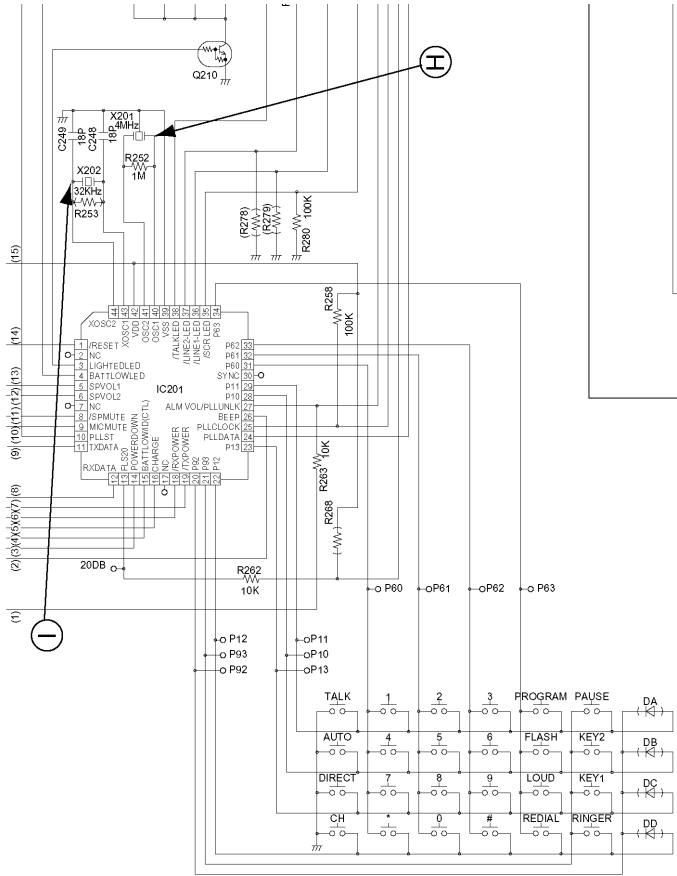 Q210
H
X201
4MHz
C249
18P
C248
18P
R252
1M
X202
32KHz
R253
(R278)
(R279)
R280
100K
(15)
44 43 42 41 40 39 38 37 36 35 34
XOSC2
XOSC1
VDD
OSC2
OSC1
VSS
/TALKLED
/LINE2-LED
/LINE1-LED
/SCR LED
P63
R258
100K
(14)
(13)
(12)
(11)
(10)
(9)
1 /RESET
2 NC
3 LIGHTEDLED
4 BATTLOWLED
5 SPVOL1
6 SPVOL2
7 NC
8 /SPMUTE
9 MICMUTE
10 PLLST
11 TXDATA
IC201
P62 33
P61 32
P60 31
SYNC 30
P11 29
P10 28
ALM VOL/PLLUNLK 27
BEEP 26
PLLCLOCK 25
PLLDATA 24
P13 23
RXDATA
FLS20
POWERDOWN
BATTLOW/ID(CTL)
CHARGE
NC
/RXPOWER
/TXPOWER
P92
P93
P12
12 13 14 15 16 17 18 19 20 21 22
R263
10K
R268
(8)
(7)
(6)
(5)
(4)
(3)
(2)
(1)
20DB
R262
10K
I
P60 P61 P62 P63
P12
P93
P92
P11
P10
P13
TALK 1 2 3 PROGRAM PAUSE DA
AUTO 4 5 6 FLASH KEY2 DB
DIRECT 7 8 9 LOUD KEY1 DC
CH * 0 # REDIAL RINGER DD